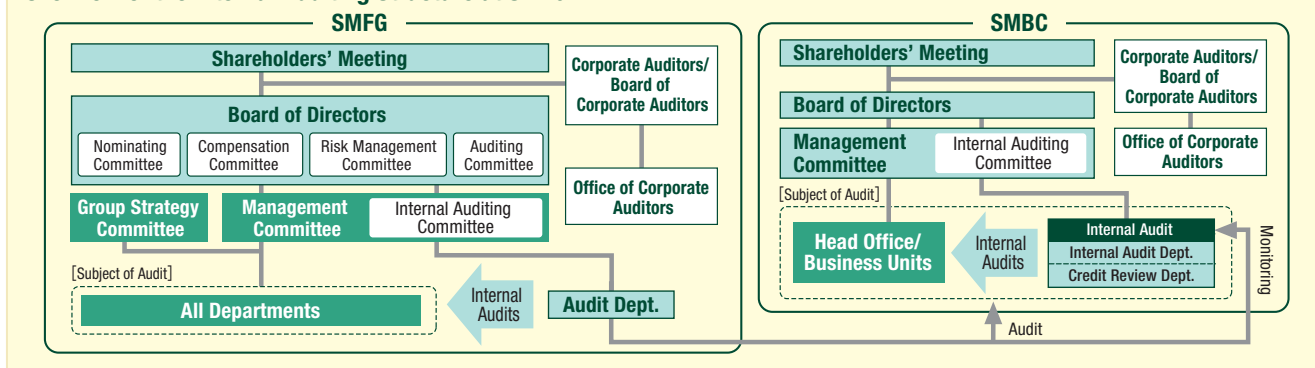 SMFG
Shareholders' Meeting
Corporate Auditors/
Board of
Corporate Auditors
Board of Directors
Nominating
Committee
Compensation
Committee
Risk Management
Committee
Auditing
Committee
Office of Corporate
Auditors
Group Strategy
Committee
Management
Committee
Internal Auditing
Committee
[Subject of Audit]
All Departments
Internal
Audits
Audit Dept.
SMBC
Shareholders' Meeting
Corporate Auditors/
Board of
Corporate Auditors
Board of Directors
Management
Committee
Internal Auditing
Committee
Office of Corporate
Auditors
[Subject of Audit]
Head Office/
Business Units
Internal
Audits
Internal Audit
Internal Audit Dept.
Credit Review Dept.
Monitoring
Audit